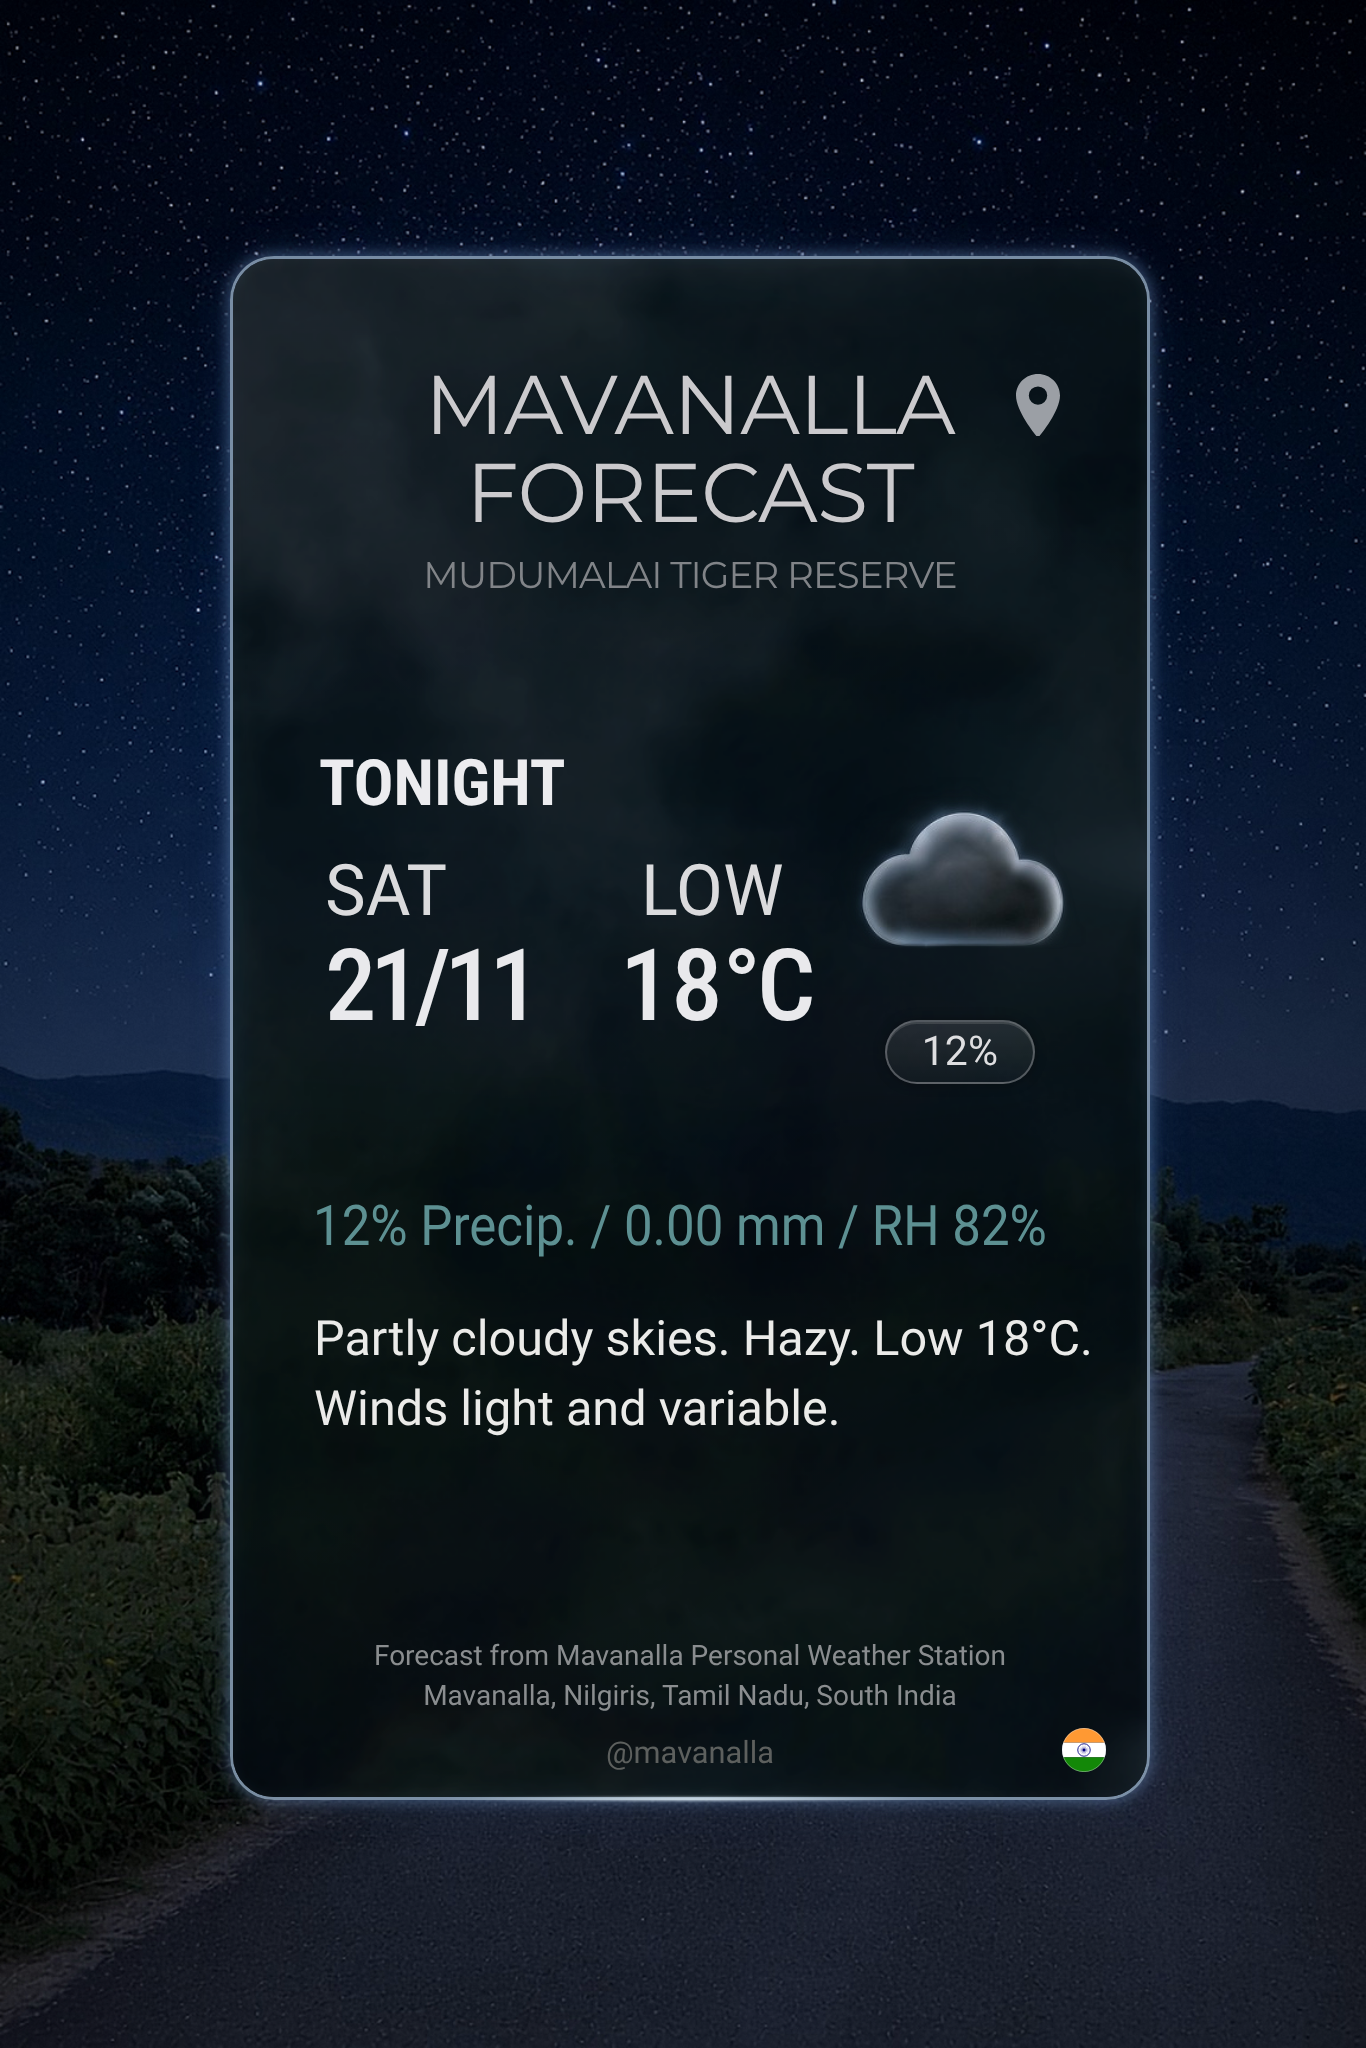 MAVANALLA
FORECAST
MUDUMALAI TIGER RESERVE
TONIGHT
SAT LOW
21/11 18°C
12%
12% Precip. / 0.00 mm / RH 82%
Partly cloudy skies. Hazy. Low 18°C.
Winds light and variable.
Forecast from Mavanalla Personal Weather Station
Mavanalla, Nilgiris, Tamil Nadu, South India
@mavanalla